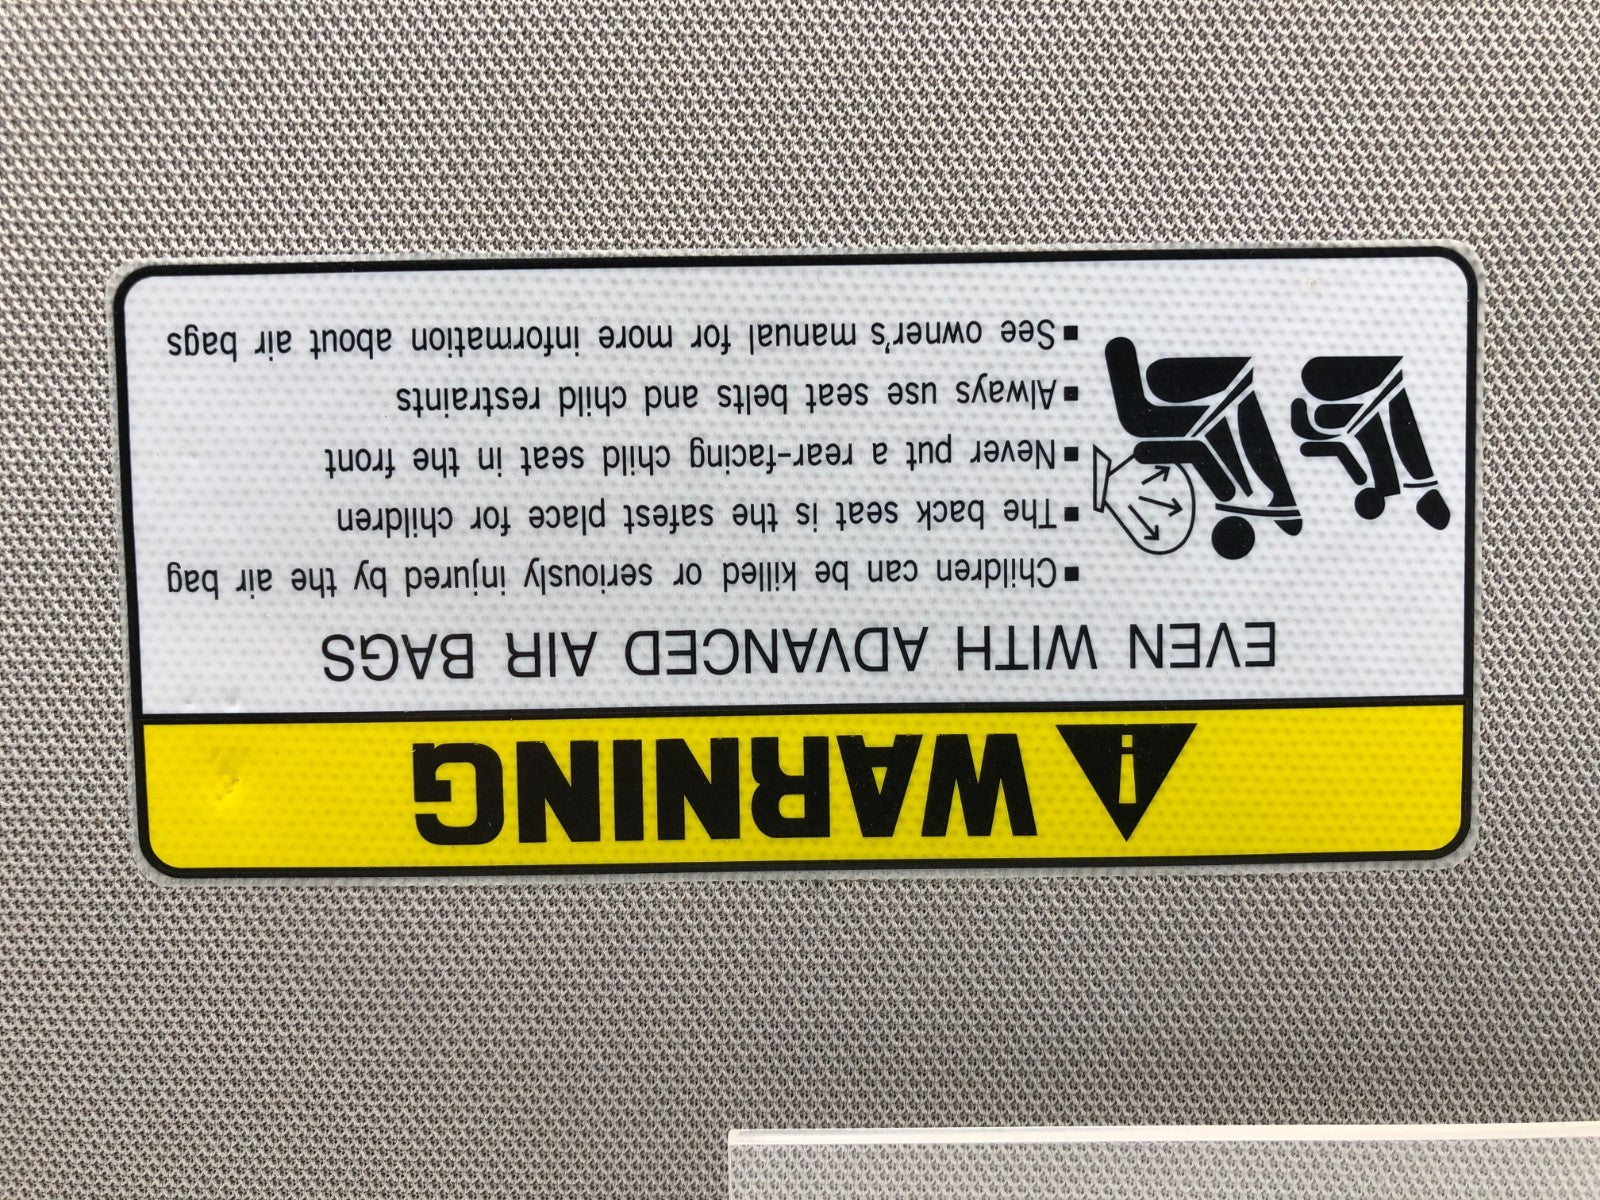 WARNING
EVEN WITH ADVANCED AIR BAGS
▪ Children can be killed or seriously injured by the air bag
▪ The back seat is the safest place for children
▪ Never put a rear-facing child seat in the front
▪ Always use seat belts and child restraints
▪ See owner's manual for more information about air bags